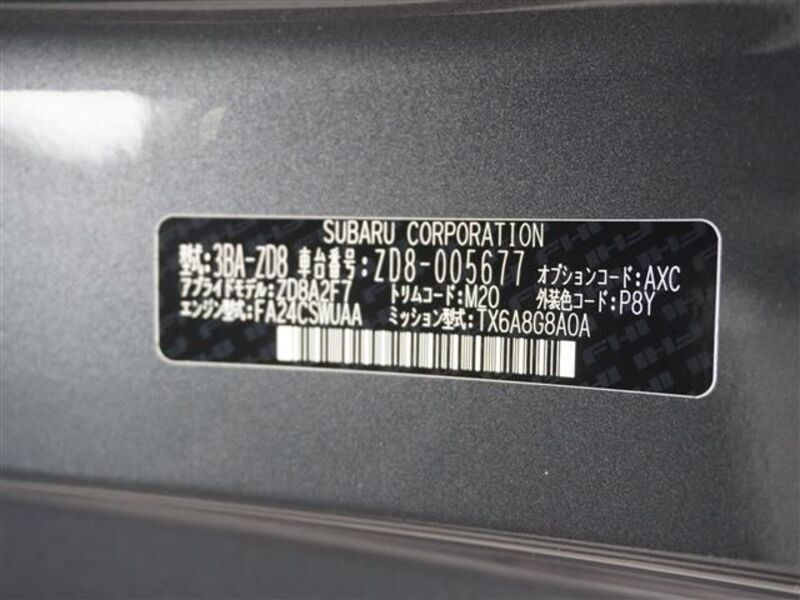 SUBARU CORPORATION
型式:3BA-ZD8 車台番号:ZD8-005677 オプションコード:AXC
アプライドモデル:ZD8A2F7 トリムコード:M20 外装色コード:P8Y
エンジン型式:FA24CSWUAA ミッション型式:TX6A8G8A0A